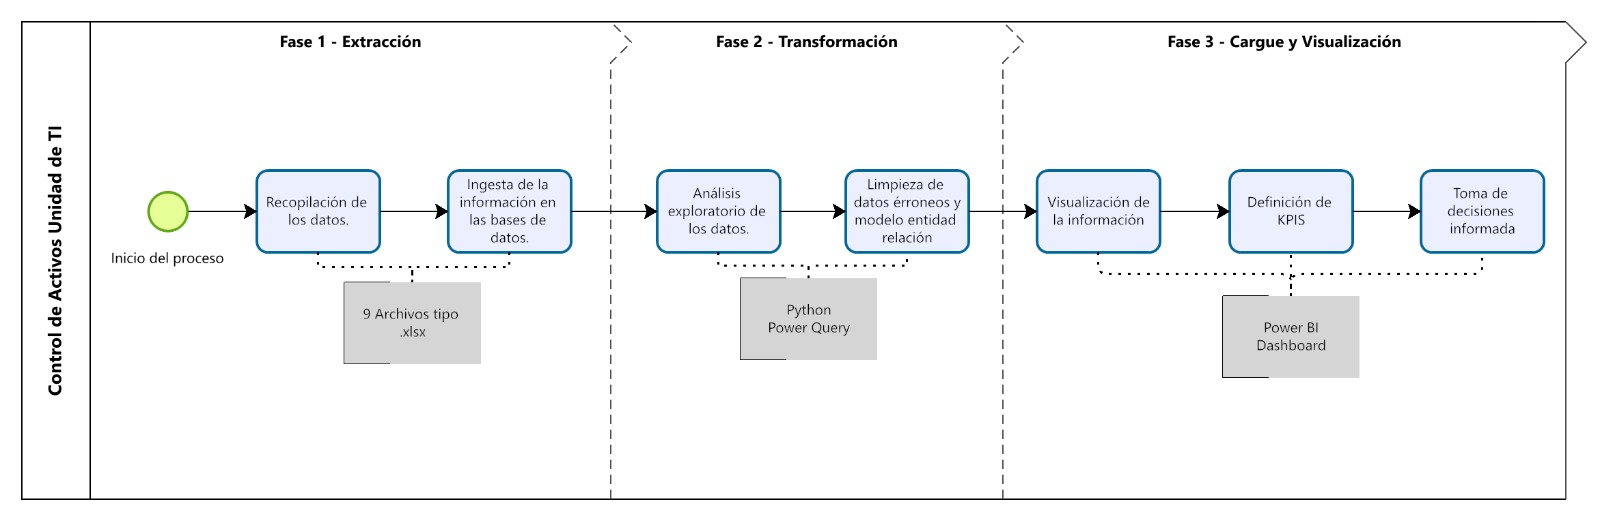 Control de Activos Unidad de TI
Fase 1 - Extracción
Fase 2 - Transformación
Fase 3 - Cargue y Visualización
Inicio del proceso
Recopilación de
los datos.
Ingesta de la
información en
las bases de
datos.
9 Archivos tipo
.xlsx
Análisis
exploratorio de
los datos.
Limpieza de
datos érroneos y
modelo entidad
relación
Python
Power Query
Visualización de
la información
Definición de
KPIS
Toma de
decisiones
informada
Power BI
Dashboard